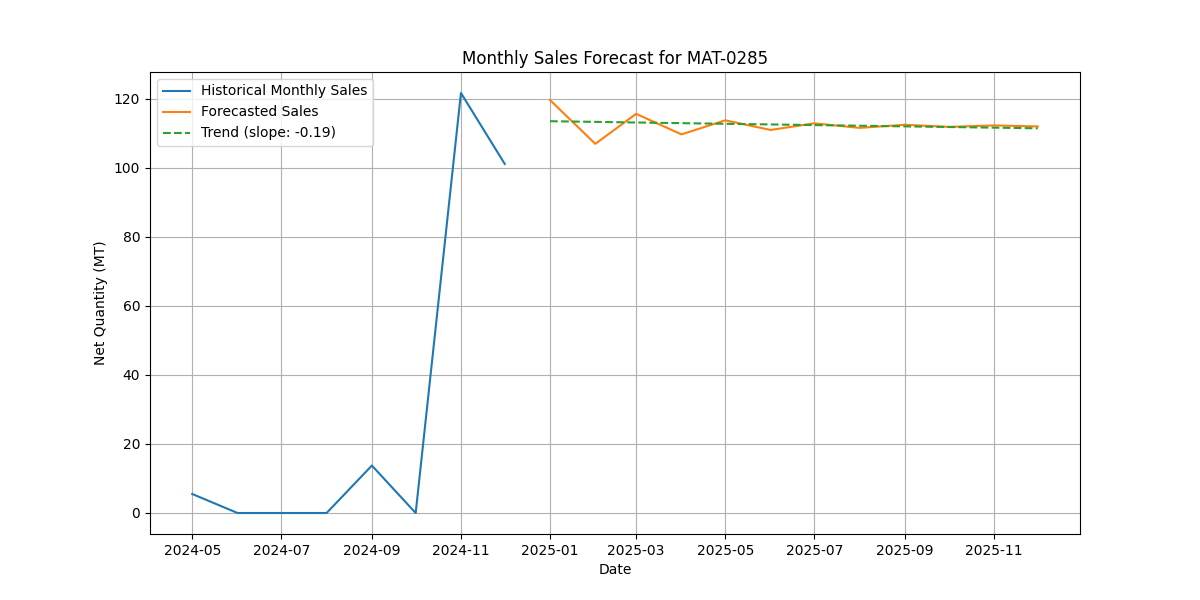 Monthly Sales Forecast for MAT-0285
Historical Monthly Sales
Forecasted Sales
Trend (slope: -0.19)
Net Quantity (MT)
120
100
80
60
40
20
0
2024-05 2024-07 2024-09 2024-11 2025-01 2025-03 2025-05 2025-07 2025-09 2025-11
Date